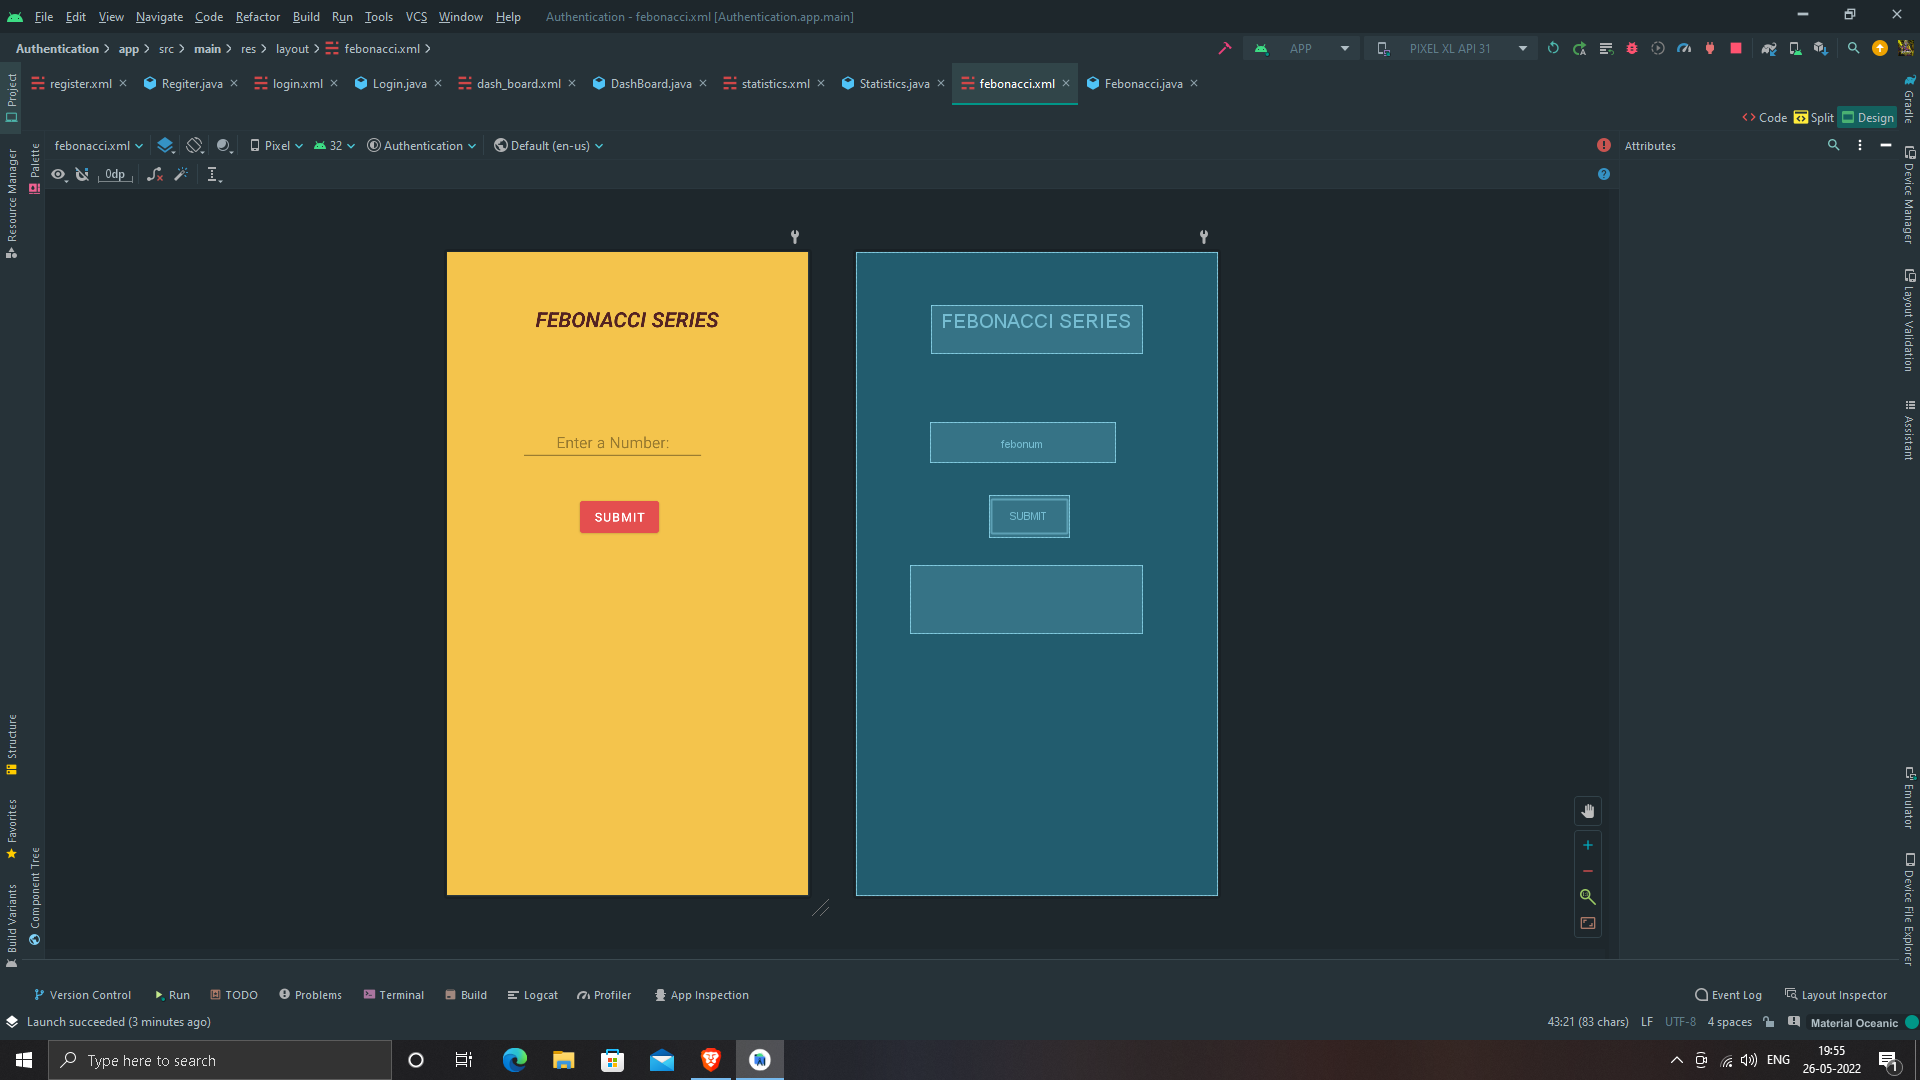 File Edit View Navigate Code Refactor Build Run Tools VCS Window Help Authentication - febonacci.xml [Authentication.app.main]
Authentication app src main res layout febonacci.xml APP PIXEL XL API 31
register.xml Regiter.java login.xml Login.java dash_board.xml DashBoard.java statistics.xml Statistics.java febonacci.xml Febonacci.java
Code Split Design
febonacci.xml Pixel 32 Authentication Default (en-us) Attributes
0dp
Project
Resource Manager
Structure
Favorites
Build Variants
Palette
Component Tree
FEBONACCI SERIES
Enter a Number:
SUBMIT
FEBONACCI SERIES
febonum
SUBMIT
Gradle
Device Manager
Layout Validation
Assistant
Emulator
Device File Explorer
Version Control Run TODO Problems Terminal Build Logcat Profiler App Inspection Event Log Layout Inspector
Launch succeeded (3 minutes ago) 43:21 (83 chars) LF UTF-8 4 spaces Material Oceanic
Type here to search
ENG
19:55
26-05-2022
1